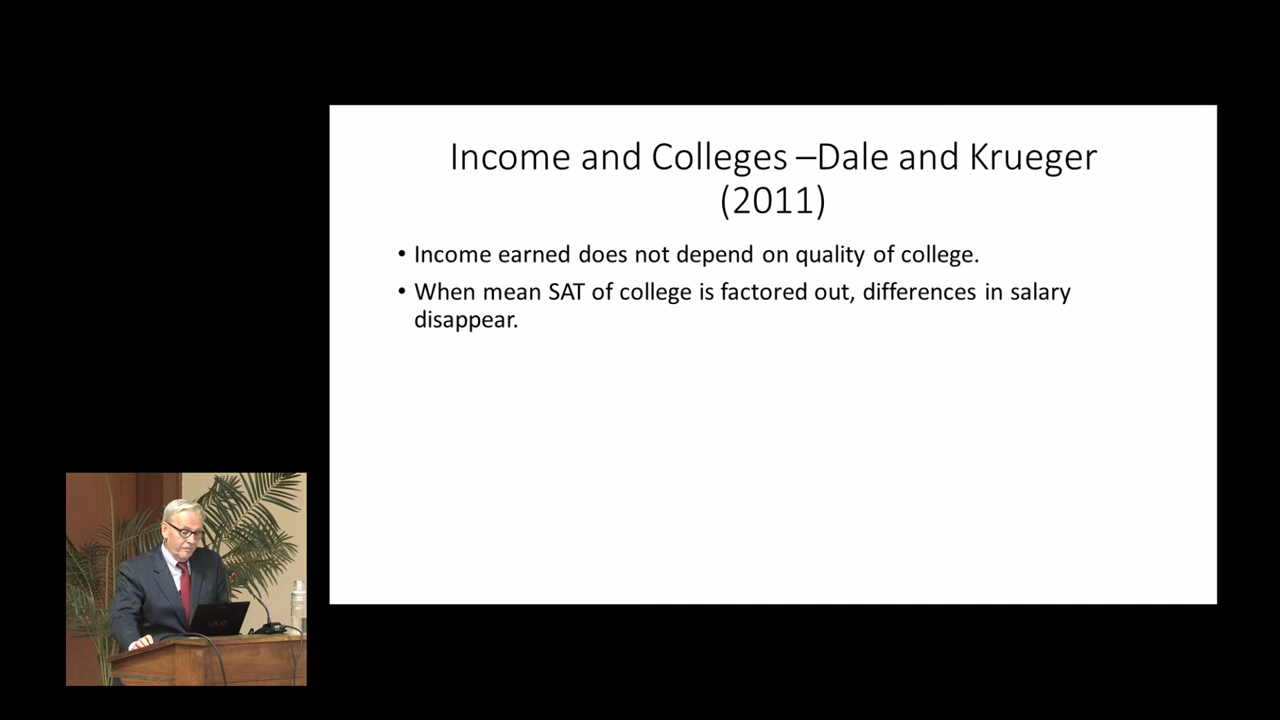 Income and Colleges –Dale and Krueger
(2011)
• Income earned does not depend on quality of college.
• When mean SAT of college is factored out, differences in salary
disappear.
VAIO